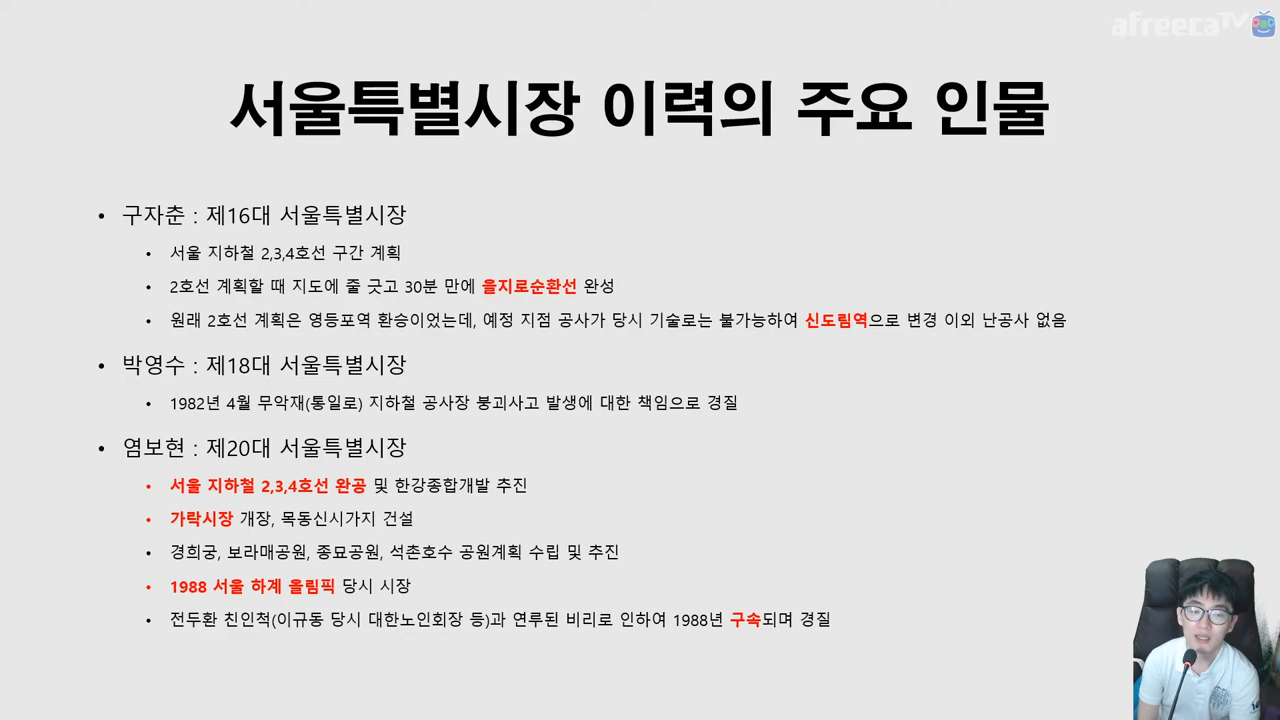 afreecaTV
서울특별시장 이력의 주요 인물
• 구자춘 : 제16대 서울특별시장
• 서울 지하철 2,3,4호선 구간 계획
• 2호선 계획할 때 지도에 줄 긋고 30분 만에 을지로순환선 완성
• 원래 2호선 계획은 영등포역 환승이었는데, 예정 지점 공사가 당시 기술로는 불가능하여 신도림역으로 변경 이외 난공사 없음
• 박영수 : 제18대 서울특별시장
• 1982년 4월 무악재(통일로) 지하철 공사장 붕괴사고 발생에 대한 책임으로 경질
• 염보현 : 제20대 서울특별시장
• 서울 지하철 2,3,4호선 완공 및 한강종합개발 추진
• 가락시장 개장, 목동신시가지 건설
• 경희궁, 보라매공원, 종묘공원, 석촌호수 공원계획 수립 및 추진
• 1988 서울 하계 올림픽 당시 시장
• 전두환 친인척(이규동 당시 대한노인회장 등)과 연루된 비리로 인하여 1988년 구속되며 경질